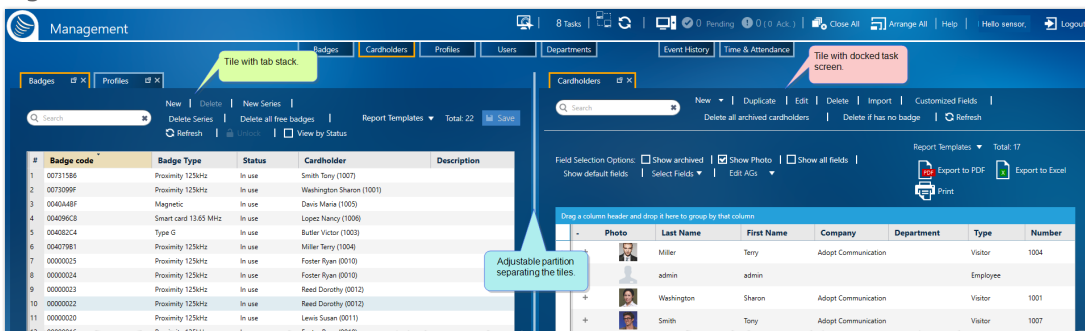 Management
8 Tasks
0 Pending
0 ( 0 Ack. )
Close All
Arrange All
Help
Hello sensor,
Logout
Badges
Cardholders
Profiles
Users
Departments
Event History
Time & Attendance
Tile with tab stack.
Tile with docked task
screen.
Badges
Profiles
Search
New | Delete | New Series |
Delete Series | Delete all free badges |
Refresh | Unlock | View by Status
Report Templates Total: 22 Save
# Badge code Badge Type Status Cardholder Description
1 007315B6 Proximity 125kHz In use Smith Tony (1007)
2 0073099F Proximity 125kHz In use Washington Sharon (1001)
3 0040A4BF Magnetic In use Davis Maria (1005)
4 004096C8 Smart card 13.65 MHz In use Lopez Nancy (1006)
5 004082C4 Type G In use Butler Victor (1003)
6 004079B1 Proximity 125kHz In use Miller Terry (1004)
7 00000025 Proximity 125kHz In use Foster Ryan (0010)
8 00000024 Proximity 125kHz In use Foster Ryan (0010)
9 00000023 Proximity 125kHz In use Reed Dorothy (0012)
10 00000022 Proximity 125kHz In use Reed Dorothy (0012)
11 00000020 Proximity 125kHz In use Lewis Susan (0011)
Adjustable partition
separating the tiles.
Cardholders
Search
New | Duplicate | Edit | Delete | Import | Customized Fields |
Delete all archived cardholders | Delete if has no badge | Refresh
Report Templates Total: 17
Field Selection Options: Show archived | Show Photo | Show all fields |
Show default fields | Select Fields | Edit AGs
PDF Export to PDF
X Export to Excel
Print
Drag a column header and drop it here to group by that column
- Photo Last Name First Name Company Department Type Number
+ Miller Terry Adopt Communication Visitor 1004
admin admin Employee
+ Washington Sharon Adopt Communication Visitor 1001
+ Smith Tony Adopt Communication Visitor 1007